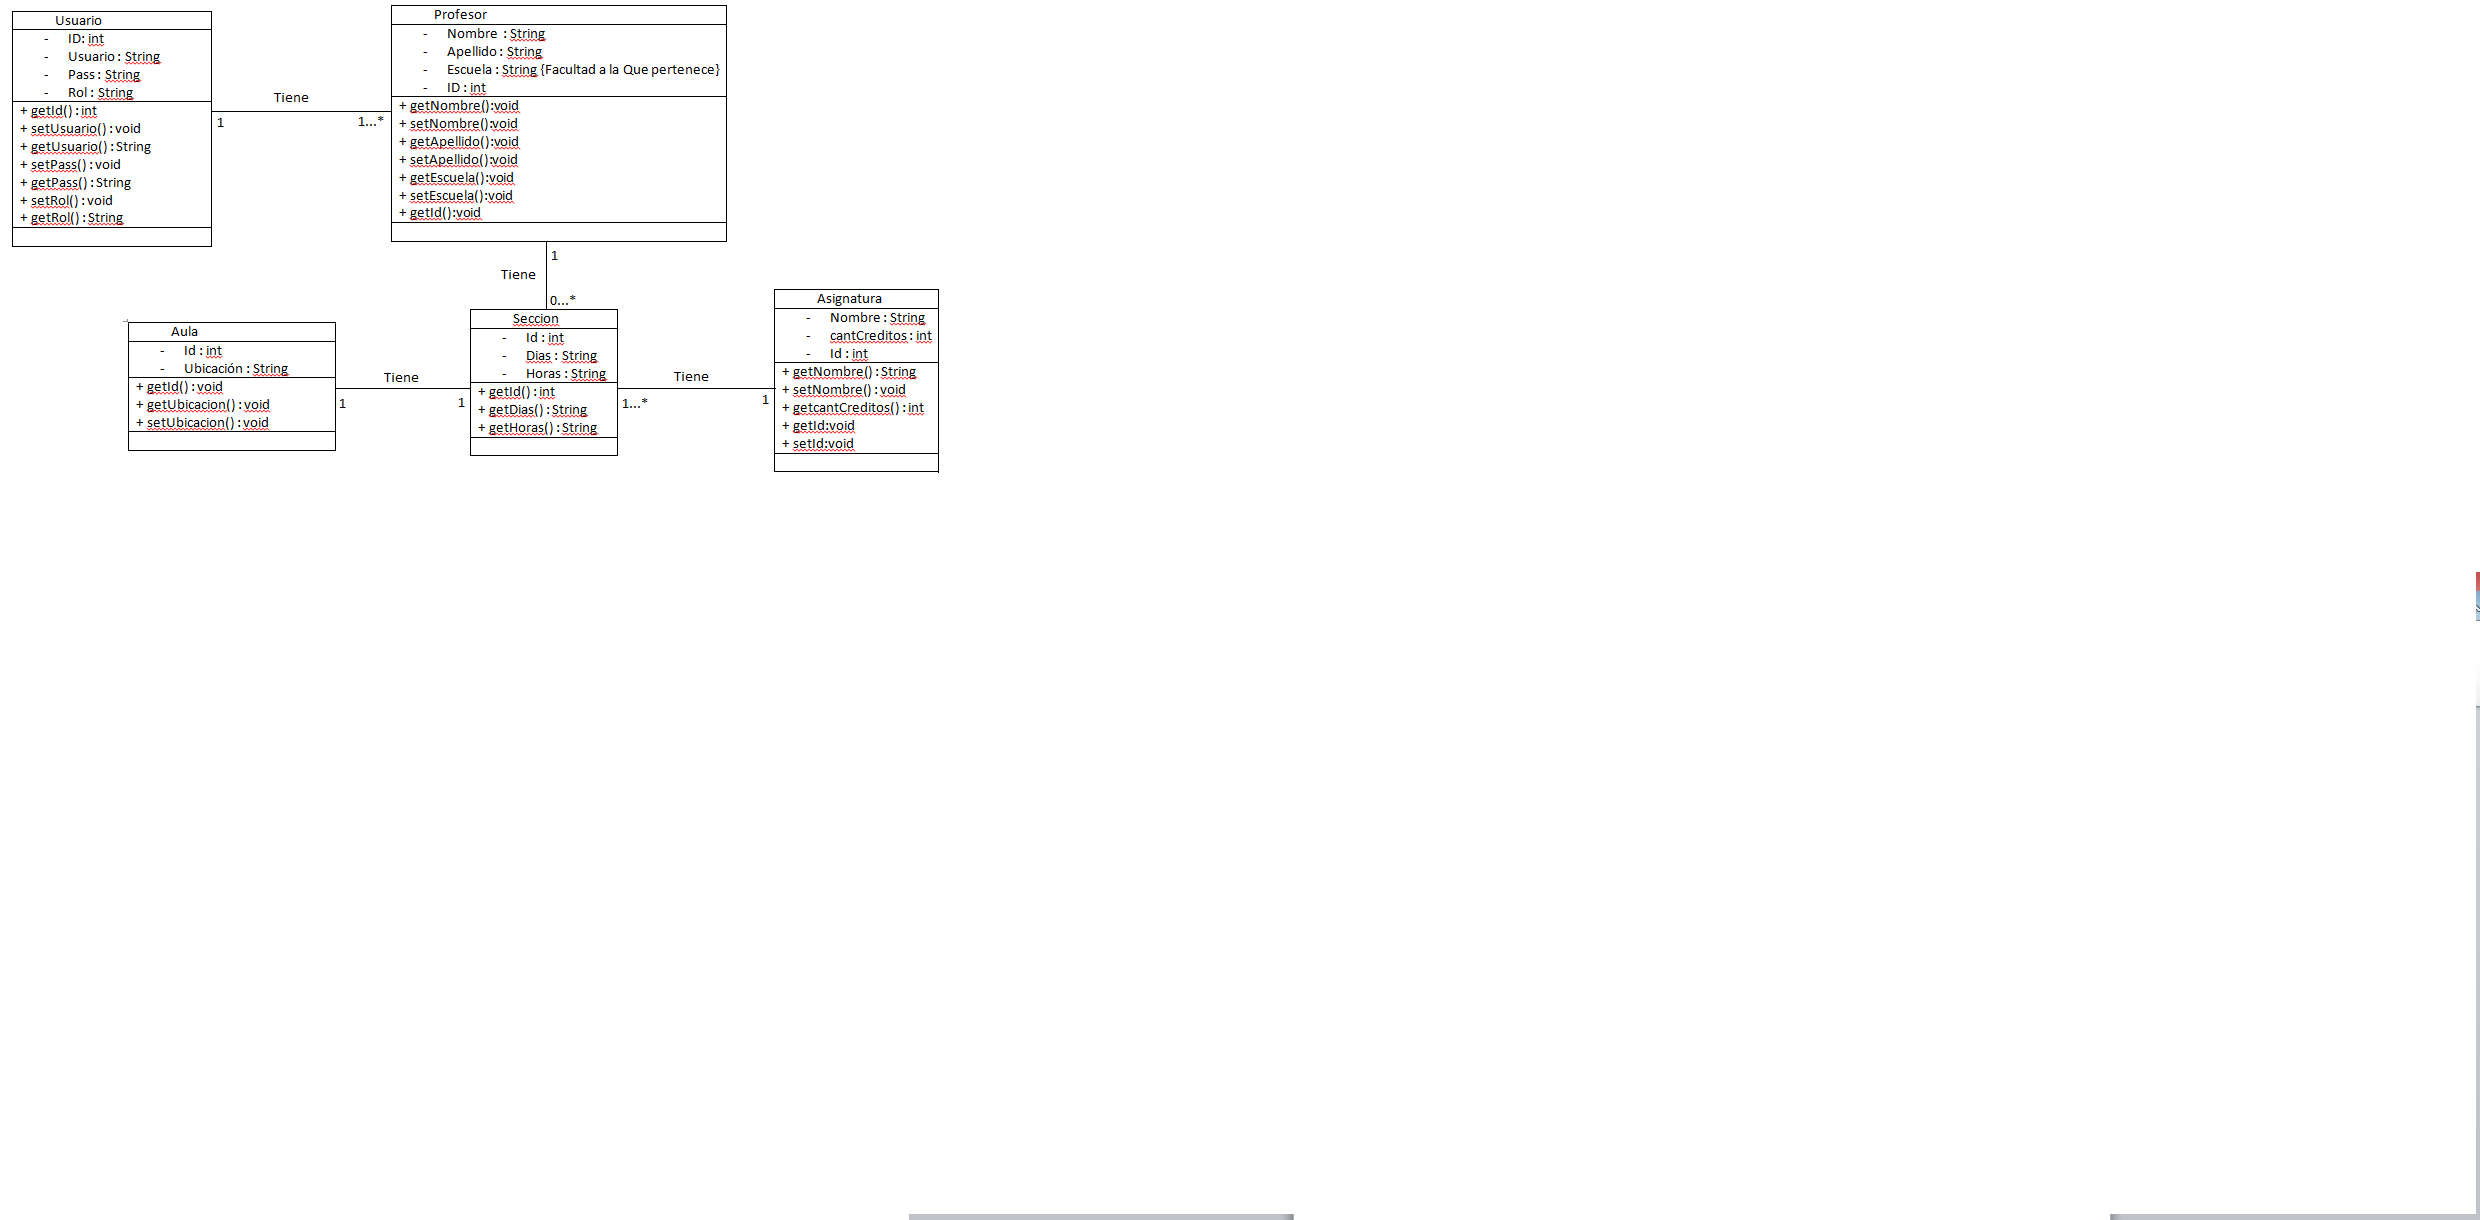 Usuario
- ID: int
- Usuario : String
- Pass : String
- Rol : String
+ getId() : int
+ setUsuario() : void
+ getUsuario() : String
+ setPass() : void
+ getPass() : String
+ setRol() : void
+ getRol() : String
Tiene
1
1...*
Profesor
- Nombre : String
- Apellido : String
- Escuela : String {Facultad a la Que pertenece}
- ID : int
+ getNombre():void
+ setNombre():void
+ getApellido():void
+ setApellido():void
+ getEscuela():void
+ setEscuela():void
+ getId():void
1
Tiene
0...*
Aula
- Id : int
- Ubicación : String
+ getId() : void
+ getUbicacion() : void
+ setUbicacion() : void
Tiene
1
1
Seccion
- Id : int
- Dias : String
- Horas : String
+ getId() : int
+ getDias() : String
+ getHoras() : String
Tiene
1...*
1
Asignatura
- Nombre : String
- cantCreditos : int
- Id : int
+ getNombre() : String
+ setNombre() : void
+ getcantCreditos() : int
+ getId:void
+ setId:void